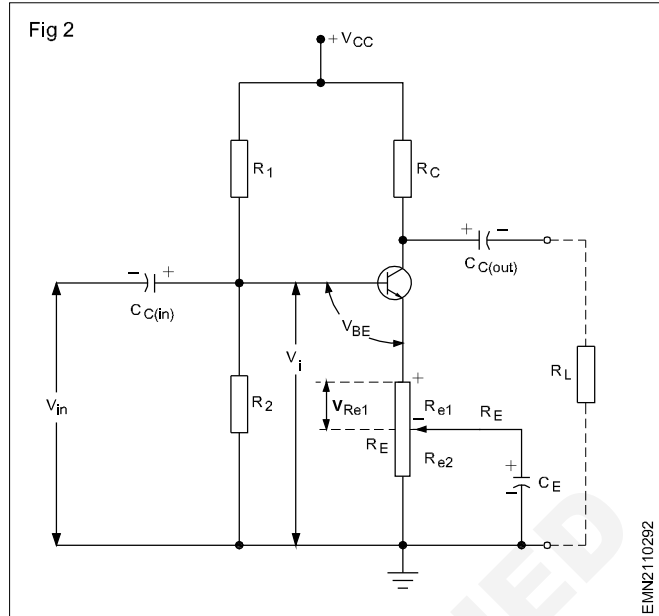 Fig 2
+ VCC
R1
RC
+ −
CC(out)
− +
CC(in)
VBE
Vi
Vin
R2
+
VRe1
−
Re1
RE
RE
Re2
+
−
CE
RL
EMN2110292
ED